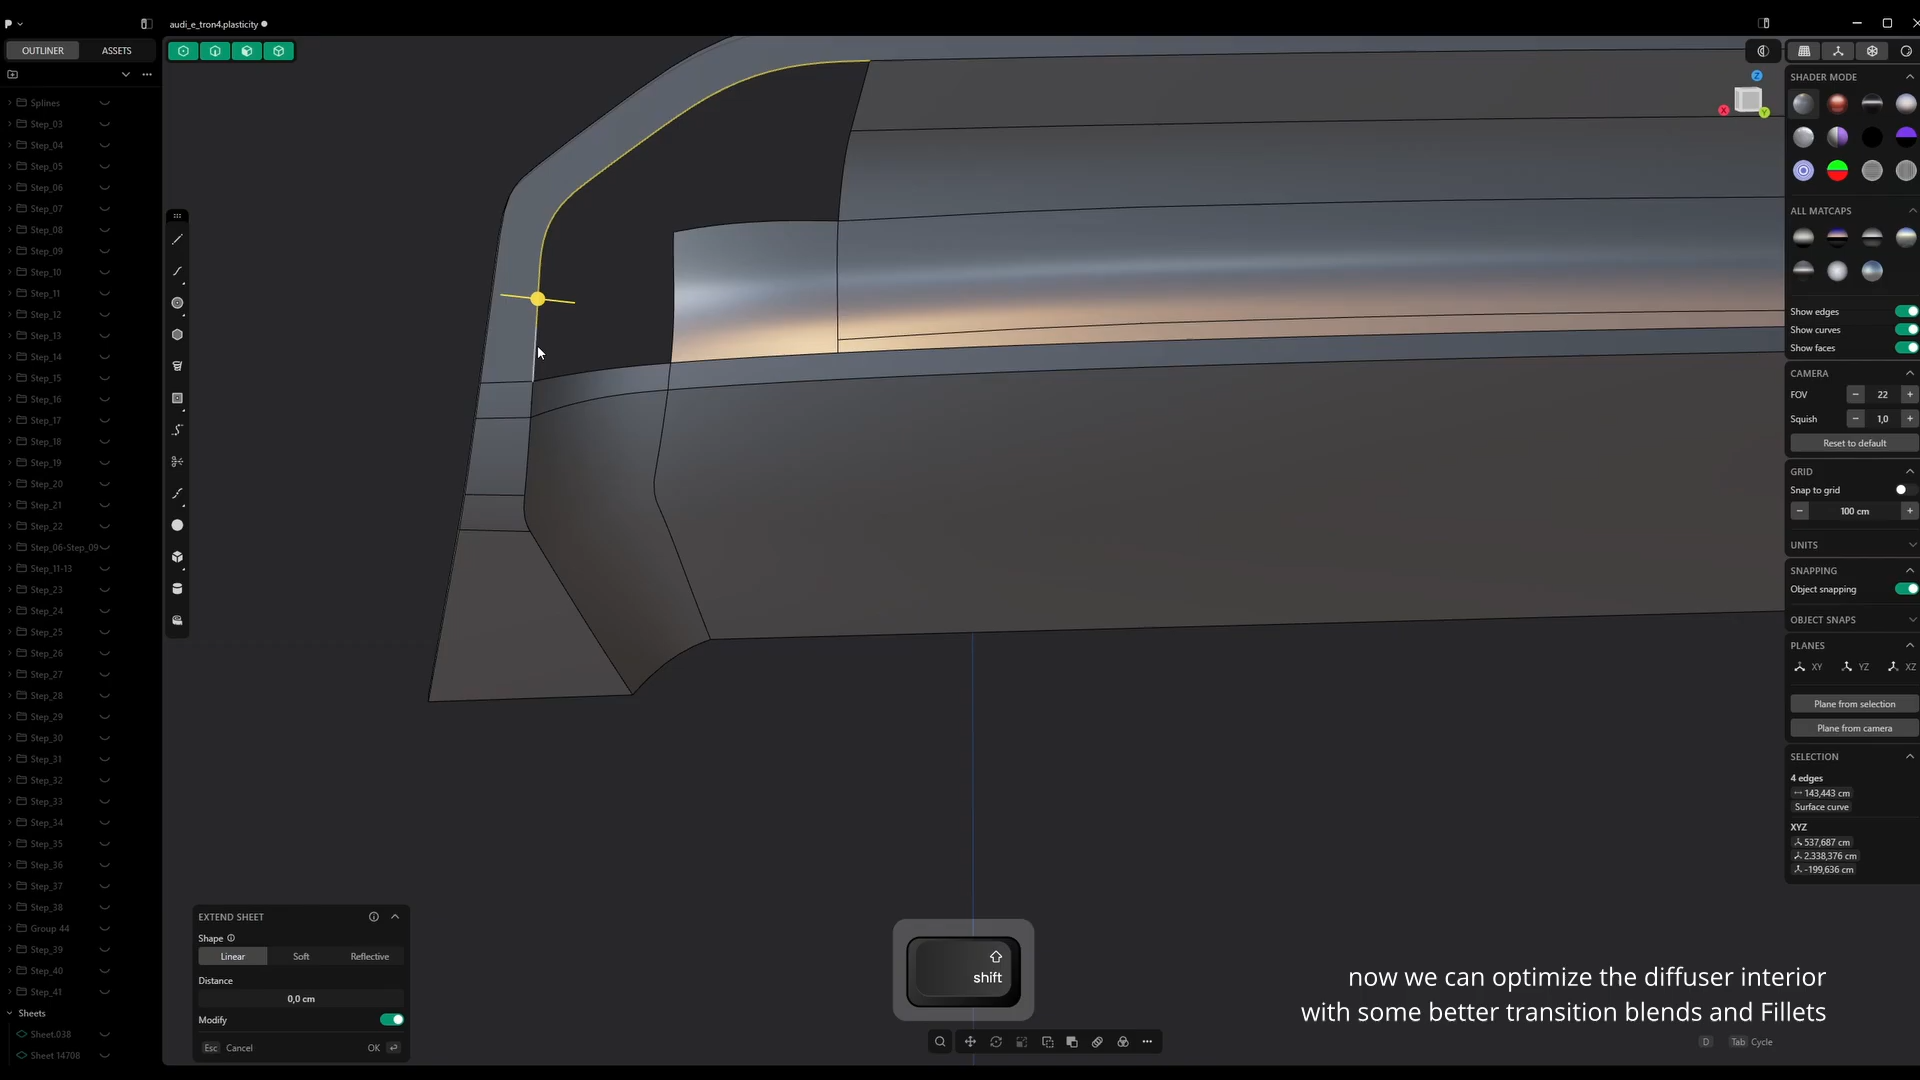 audi_e_tron4.plasticity
OUTLINER
ASSETS
Splines
Step_03
Step_04
Step_05
Step_06
Step_07
Step_08
Step_09
Step_10
Step_11
Step_12
Step_13
Step_14
Step_15
Step_16
Step_17
Step_18
Step_19
Step_20
Step_21
Step_22
Step_06-Step_09
Step_11-13
Step_23
Step_24
Step_25
Step_26
Step_27
Step_28
Step_29
Step_30
Step_31
Step_32
Step_33
Step_34
Step_35
Step_36
Step_37
Step_38
Group 44
Step_39
Step_40
Step_41
Sheets
Sheet.038
Sheet 14708
EXTEND SHEET
Shape
Linear Soft Reflective
Distance
0,0 cm
Modify
Esc Cancel OK
shift
now we can optimize the diffuser interior
with some better transition blends and Fillets
D Tab Cycle
Z
X
Y
SHADER MODE
ALL MATCAPS
Show edges
Show curves
Show faces
CAMERA
FOV − 22 +
Squish − 1,0 +
Reset to default
GRID
Snap to grid
− 100 cm +
UNITS
SNAPPING
Object snapping
OBJECT SNAPS
PLANES
XY YZ XZ
Plane from selection
Plane from camera
SELECTION
4 edges
143,443 cm
Surface curve
XYZ
537,687 cm
2.338,376 cm
-199,636 cm